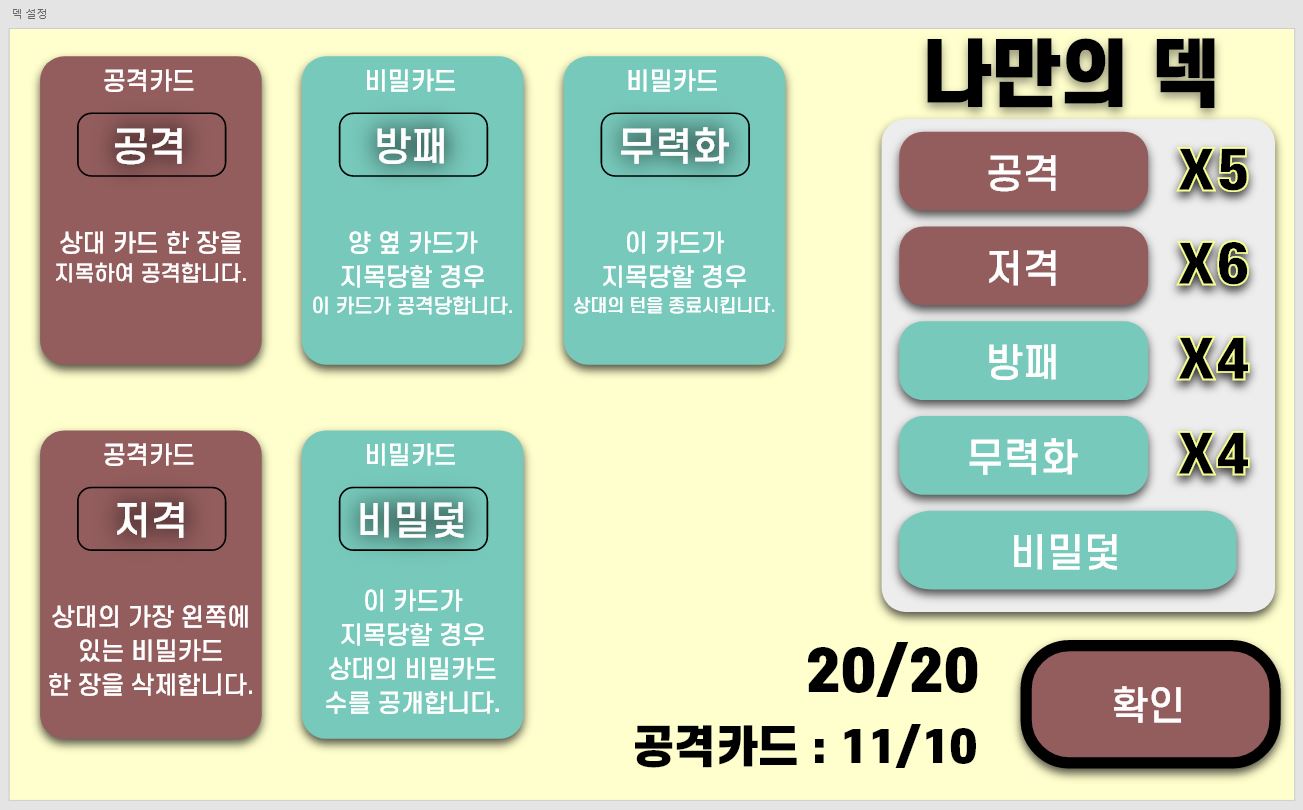 덱 설정
공격카드
공격
상대 카드 한 장을
지목하여 공격합니다.
비밀카드
방패
양 옆 카드가
지목당할 경우
이 카드가 공격당합니다.
비밀카드
무력화
이 카드가
지목당할 경우
상대의 턴을 종료시킵니다.
공격카드
저격
상대의 가장 왼쪽에
있는 비밀카드
한 장을 삭제합니다.
비밀카드
비밀덫
이 카드가
지목당할 경우
상대의 비밀카드
수를 공개합니다.
나만의 덱
공격 X5
저격 X6
방패 X4
무력화 X4
비밀덫
20/20
공격카드 : 11/10
확인